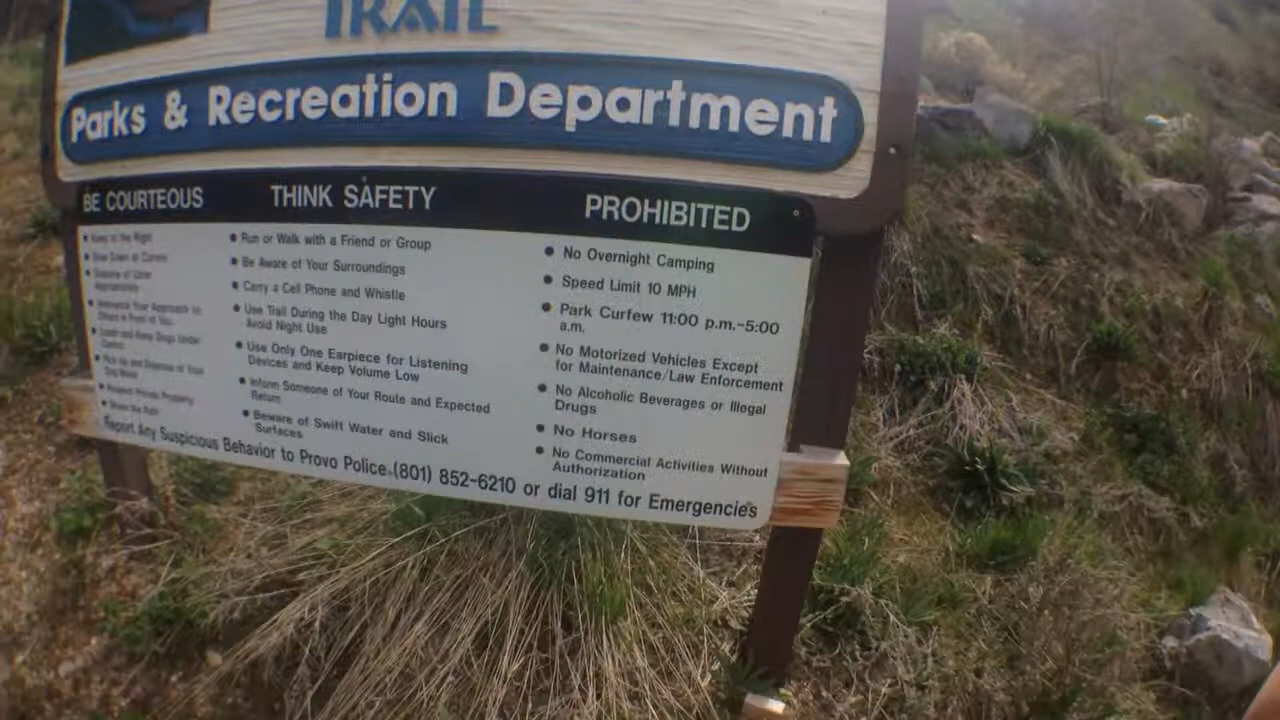 TRAIL
Parks & Recreation Department
BE COURTEOUS
Keep to the Right
THINK SAFETY
Run or Walk with a Friend or Group
Be Aware of Your Surroundings
Carry a Cell Phone and Whistle
Use Trail During the Day Light Hours
Avoid Night Use
Use Only One Earpiece for Listening
Devices and Keep Volume Low
Inform Someone of Your Route and Expected
Return
Beware of Swift Water and Slick
Surfaces
PROHIBITED
No Overnight Camping
Speed Limit 10 MPH
Park Curfew 11:00 p.m.-5:00
a.m.
No Motorized Vehicles Except
for Maintenance/Law Enforcement
No Alcoholic Beverages or Illegal
Drugs
No Horses
No Commercial Activities Without
Authorization
Report Any Suspicious Behavior to Provo Police (801) 852-6210 or dial 911 for Emergencies